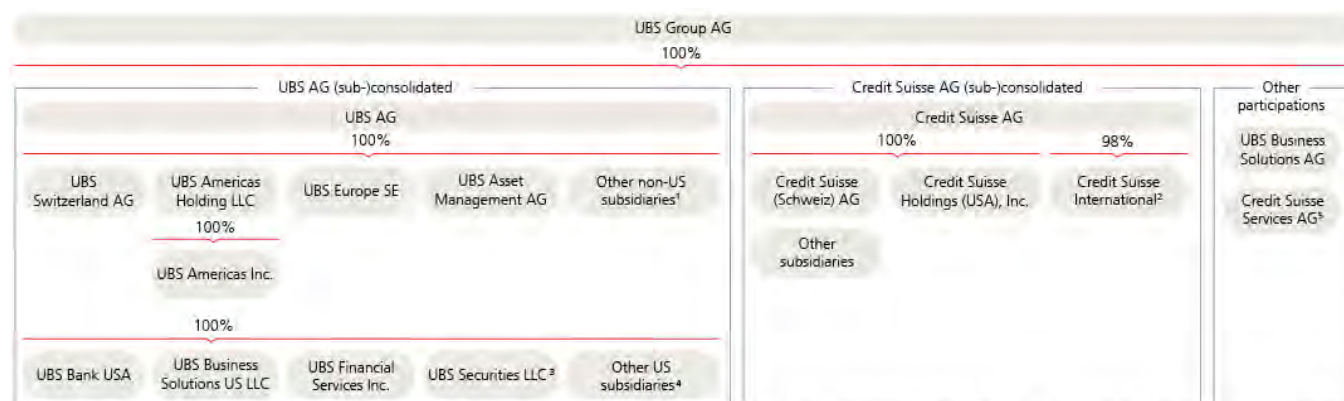 UBS Group AG
100%
UBS AG (sub-)consolidated
Credit Suisse AG (sub-)consolidated
Other
participations
UBS AG
100%
Credit Suisse AG
100%
98%
UBS Business
Solutions AG
UBS
Switzerland AG
UBS Americas
Holding LLC
UBS Europe SE
UBS Asset
Management AG
Other non-US
subsidiaries¹
Credit Suisse
(Schweiz) AG
Credit Suisse
Holdings (USA), Inc.
Credit Suisse
International²
Credit Suisse
Services AG⁵
100%
UBS Americas Inc.
Other
subsidiaries
100%
UBS Bank USA
UBS Business
Solutions US LLC
UBS Financial
Services Inc.
UBS Securities LLC³
Other US
subsidiaries⁴